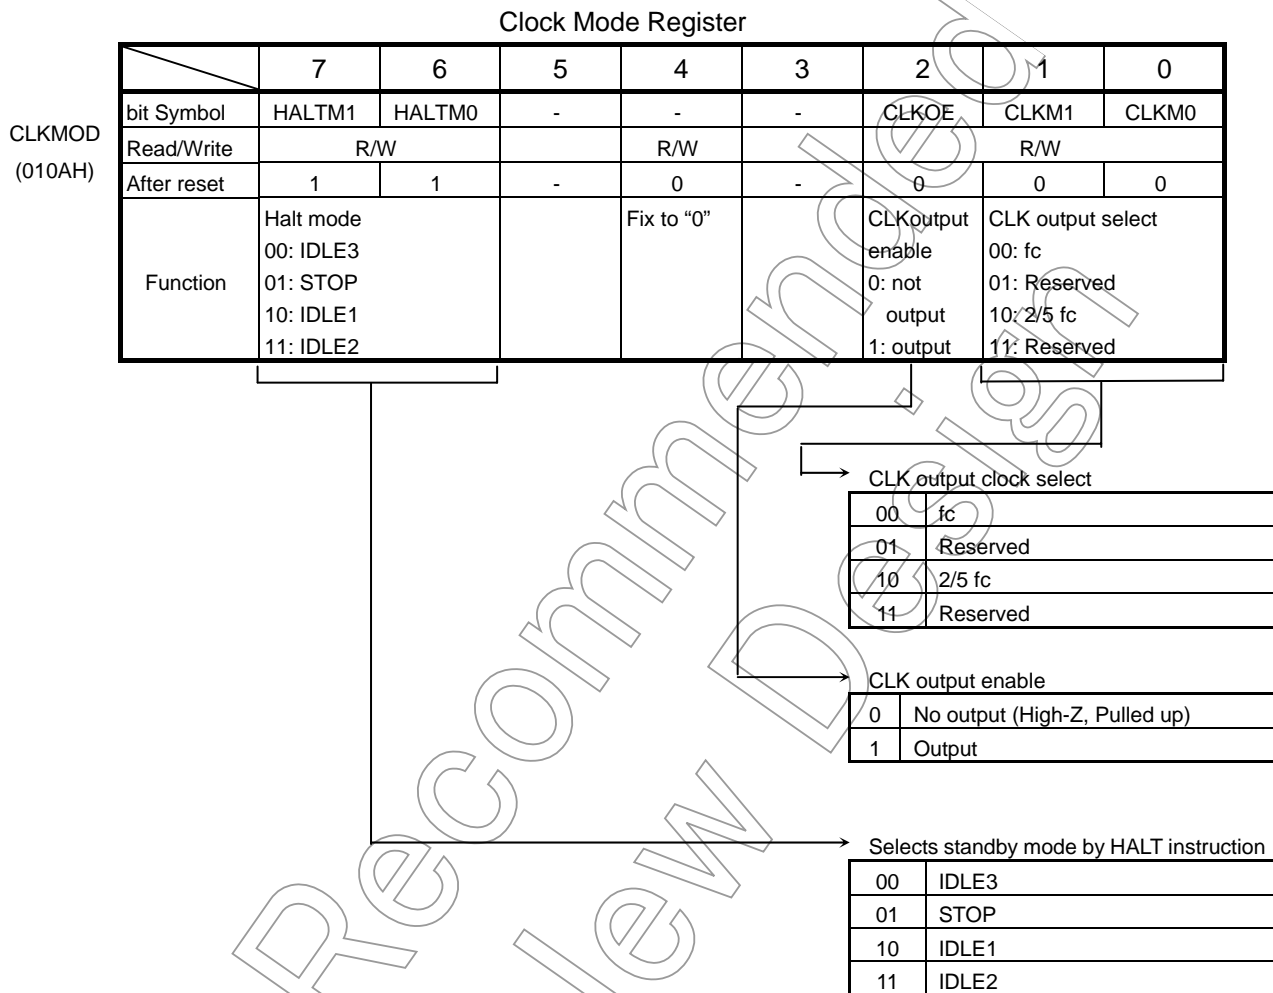 Clock Mode Register
7 6 5 4 3 2 1 0
CLKMOD
(010AH)
bit Symbol HALTM1 HALTM0 - - - CLKOE CLKM1 CLKM0
Read/Write R/W R/W R/W
After reset 1 1 - 0 - 0 0 0
Function
Halt mode
00: IDLE3
01: STOP
10: IDLE1
11: IDLE2
Fix to “0”
CLKoutput
enable
0: not
output
1: output
CLK output select
00: fc
01: Reserved
10: 2/5 fc
11: Reserved
CLK output clock select
00 fc
01 Reserved
10 2/5 fc
11 Reserved
CLK output enable
0 No output (High-Z, Pulled up)
1 Output
Selects standby mode by HALT instruction
00 IDLE3
01 STOP
10 IDLE1
11 IDLE2
Recommended
Design